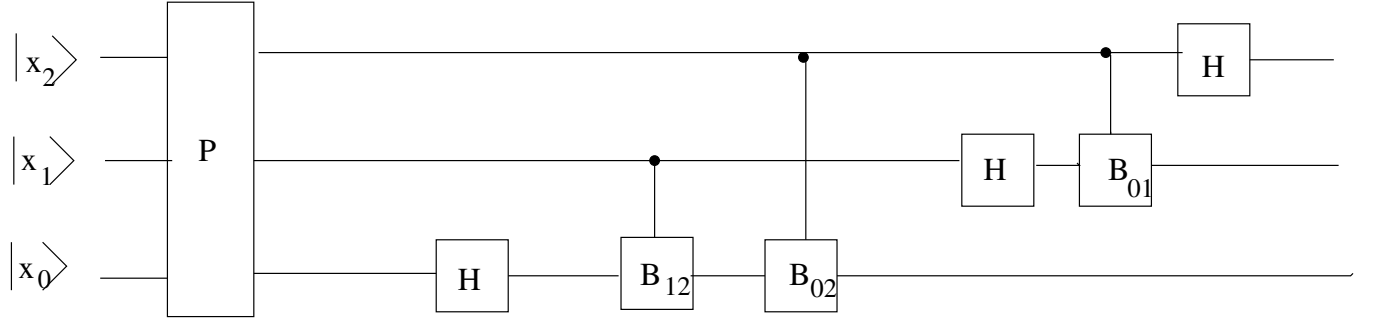 |x₂⟩ H
|x₁⟩ P H B₀₁
|x₀⟩ H B₁₂ B₀₂